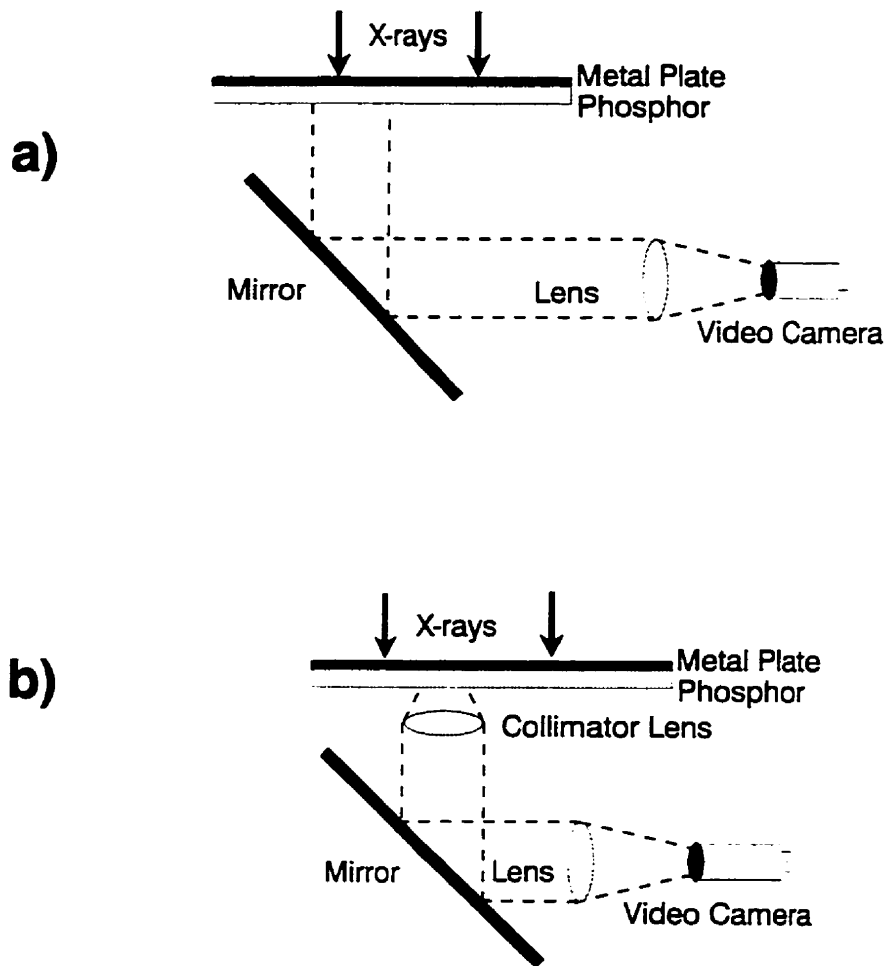 X-rays
Metal Plate
Phosphor
a)
Mirror
Lens
Video Camera
X-rays
Metal Plate
Phosphor
b)
Collimator Lens
Mirror
Lens
Video Camera